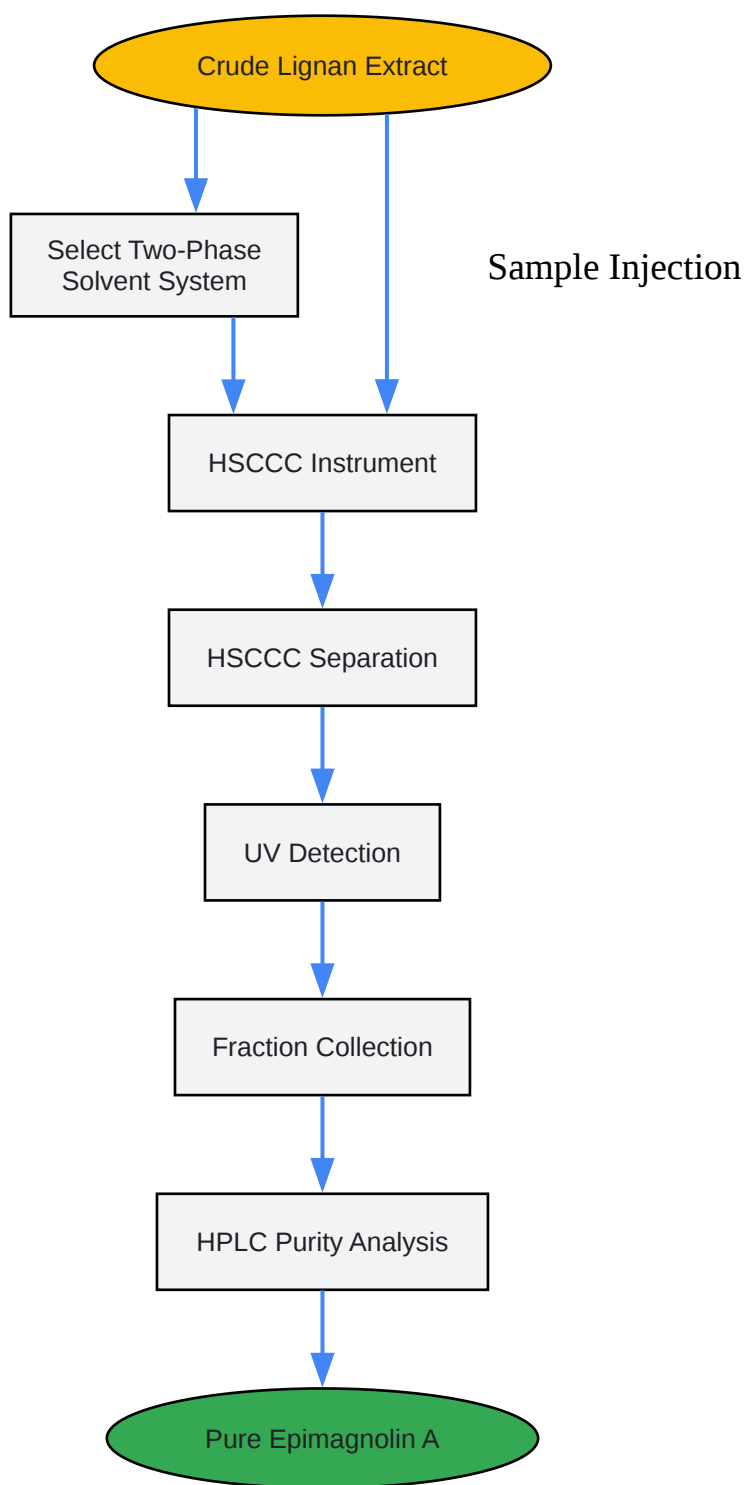 Crude Lignan Extract
Select Two-Phase
Solvent System
Sample Injection
HSCCC Instrument
HSCCC Separation
UV Detection
Fraction Collection
HPLC Purity Analysis
Pure Epimagnolin A